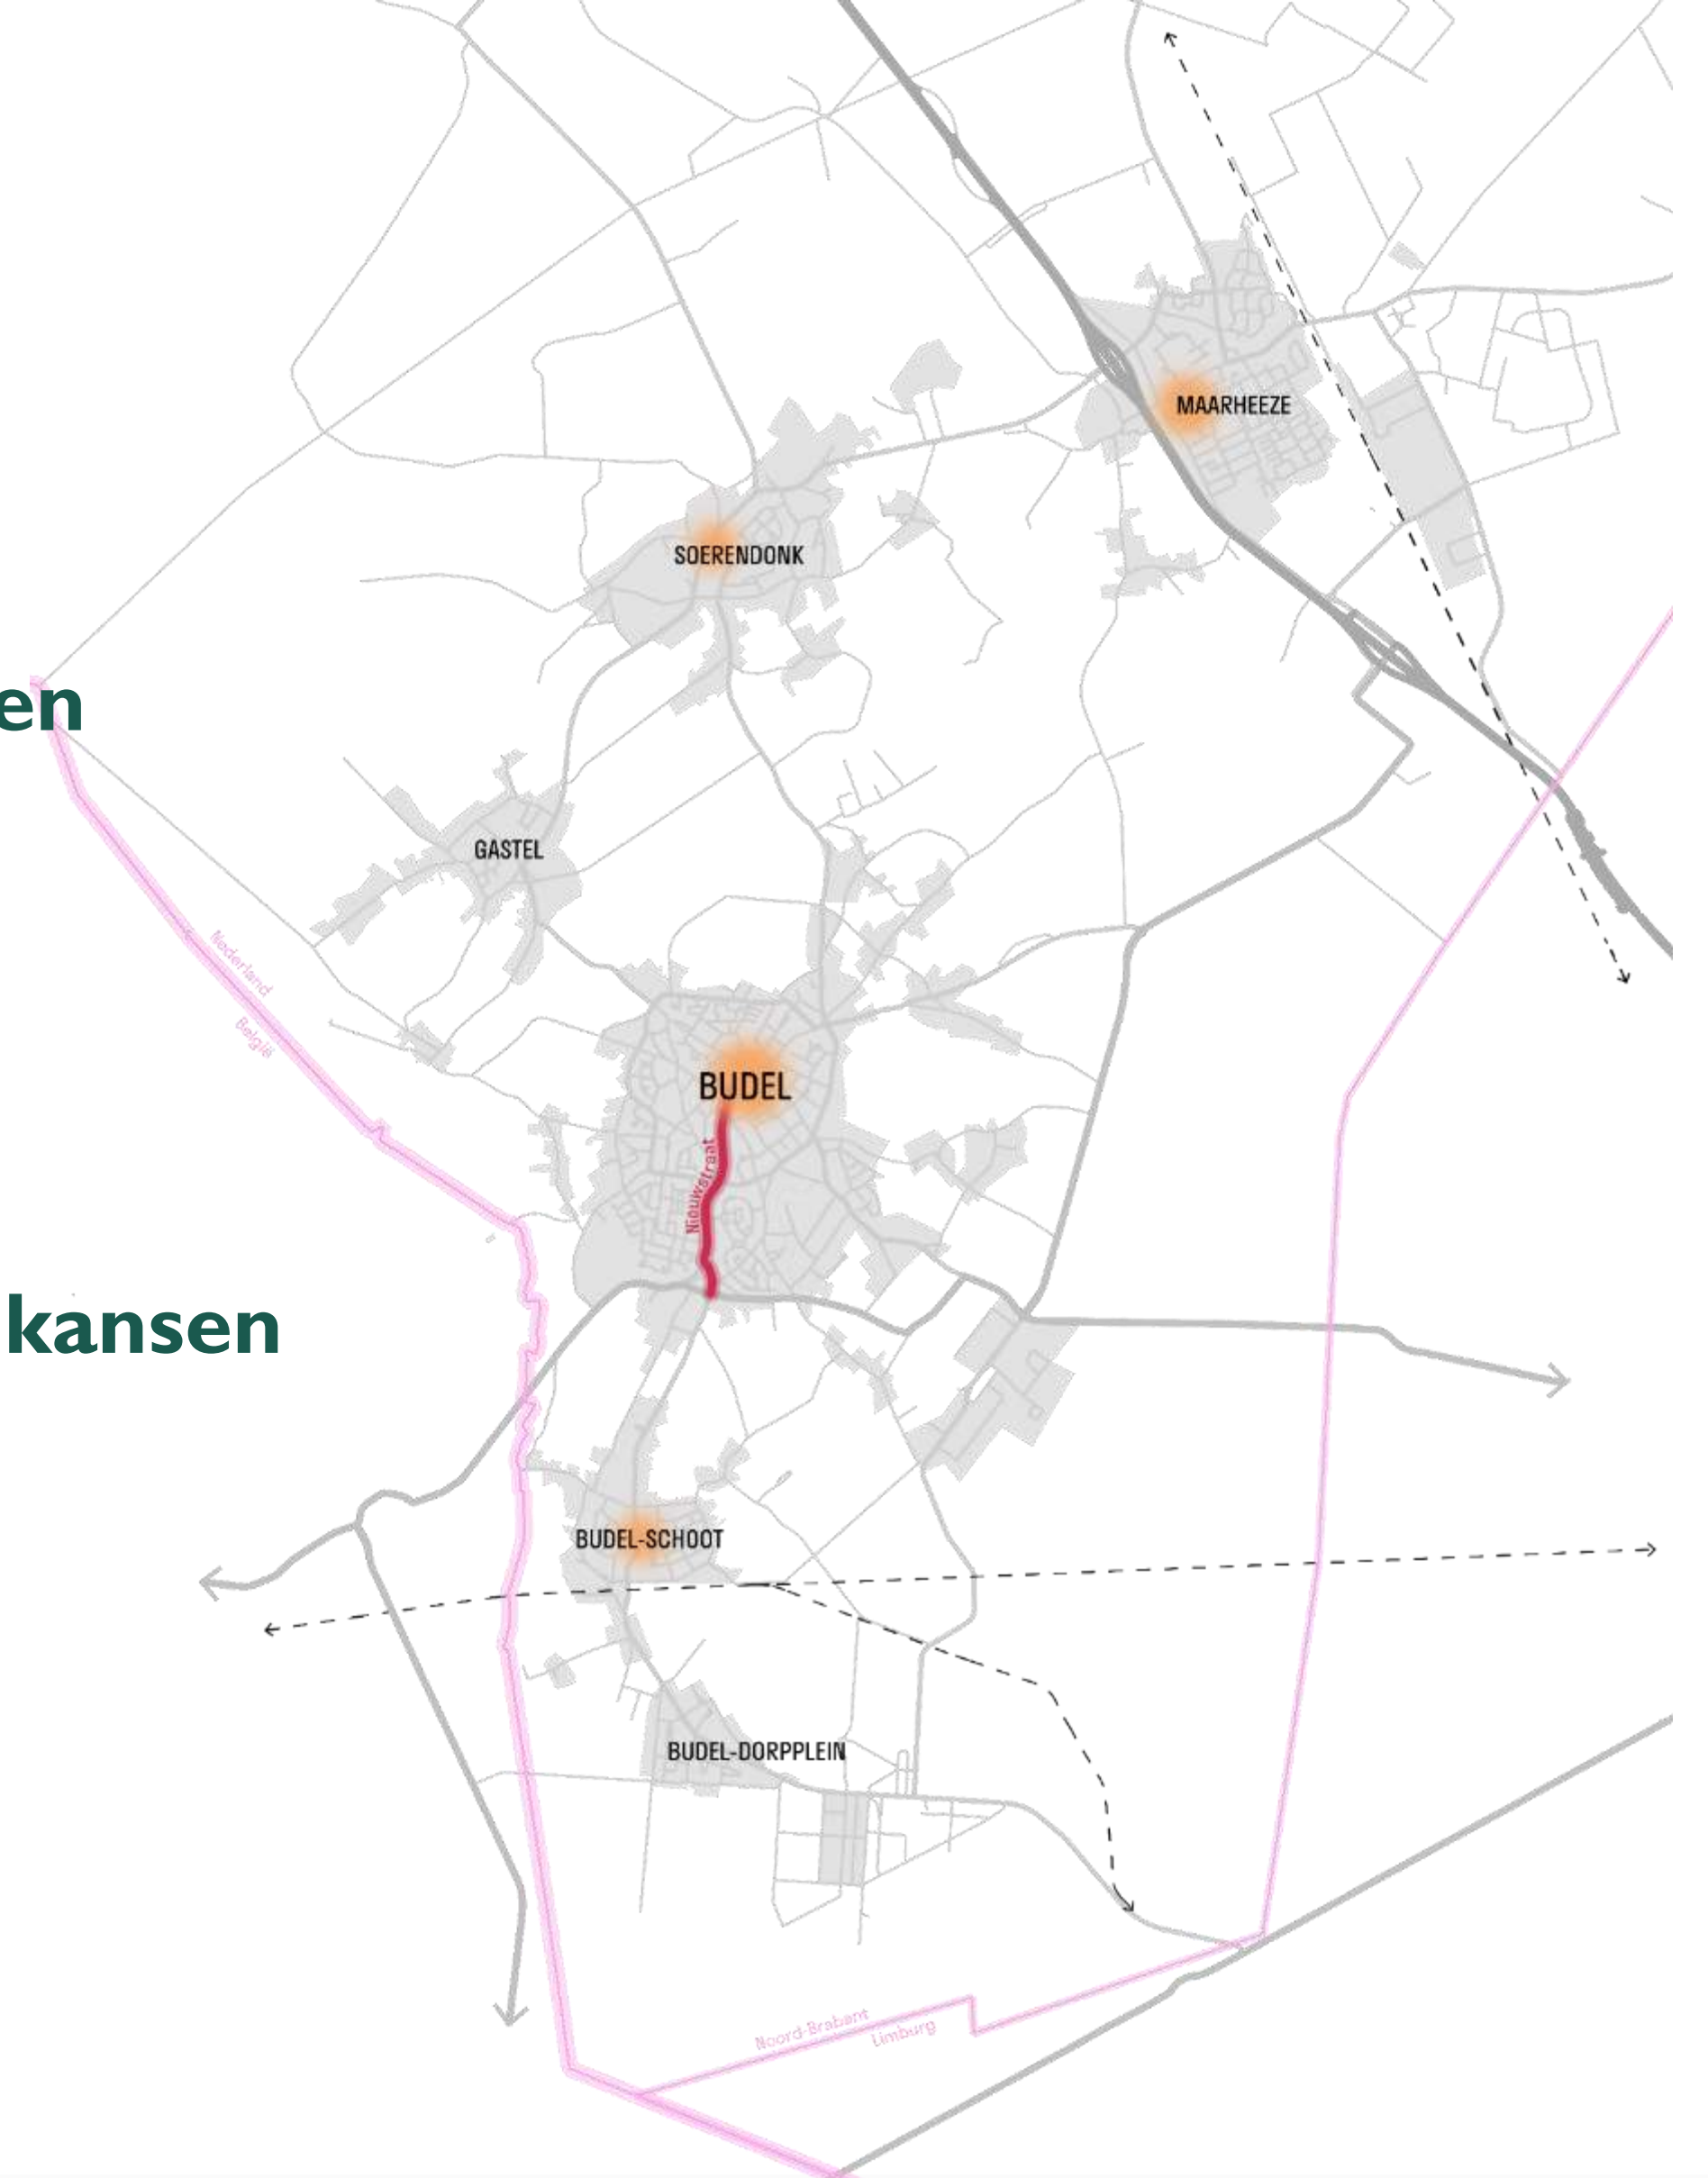 MAARHEEZE
SOERENDONK
en
GASTEL
Nederland
België
BUDEL
Nieuwstraat
kansen
BUDEL-SCHOOT
BUDEL-DORPPLEIN
Noord-Brabant
Limburg